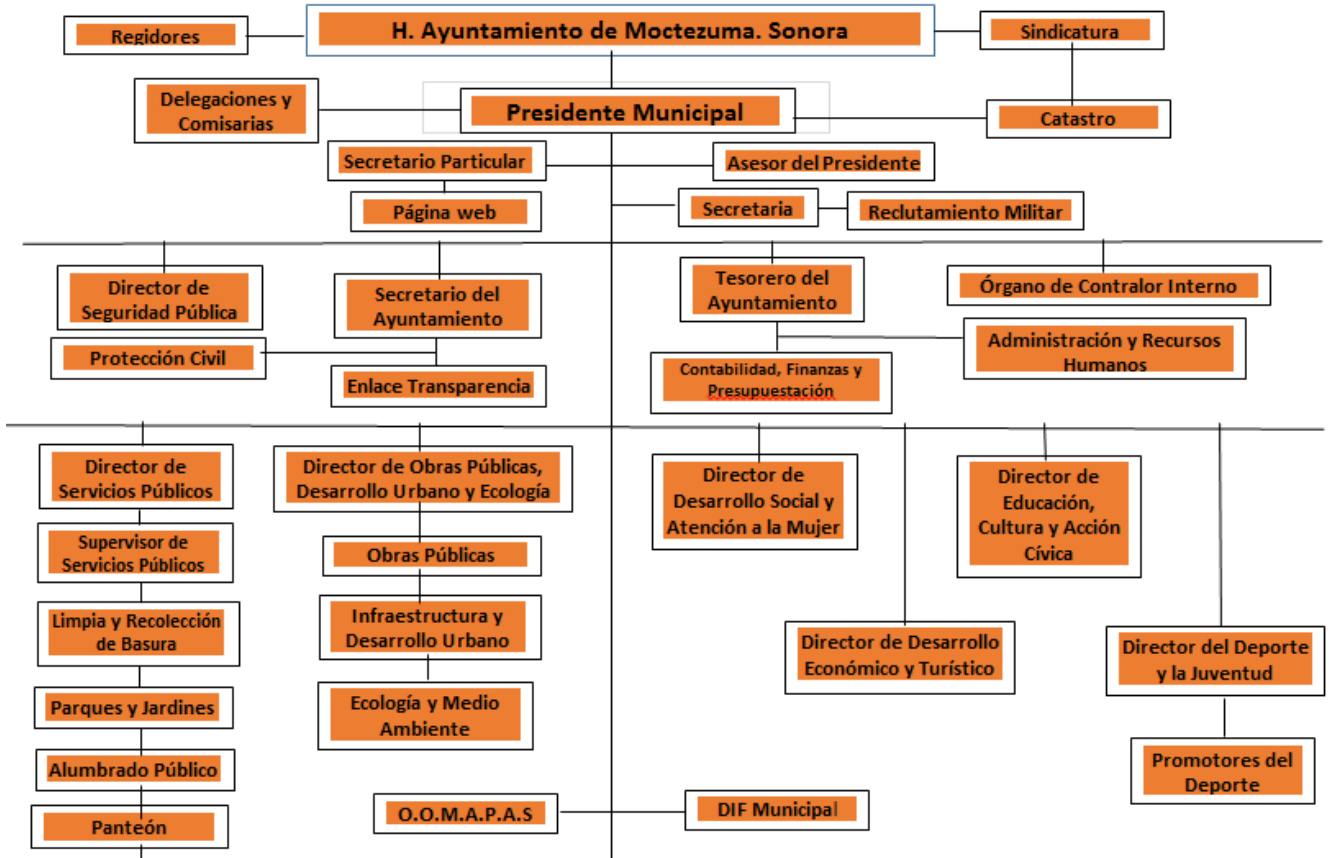 Regidores
H. Ayuntamiento de Moctezuma. Sonora
Sindicatura
Delegaciones y
Comisarias
Presidente Municipal
Catastro
Secretario Particular
Asesor del Presidente
Página web
Secretaria
Reclutamiento Militar
Director de
Seguridad Pública
Secretario del
Ayuntamiento
Tesorero del
Ayuntamiento
Órgano de Contralor Interno
Protección Civil
Enlace Transparencia
Contabilidad, Finanzas y
Presupuestación
Administración y Recursos
Humanos
Director de
Servicios Públicos
Director de Obras Públicas,
Desarrollo Urbano y Ecología
Director de
Desarrollo Social y
Atención a la Mujer
Director de
Educación,
Cultura y Acción
Cívica
Supervisor de
Servicios Públicos
Obras Públicas
Limpia y Recolección
de Basura
Infraestructura y
Desarrollo Urbano
Director de Desarrollo
Económico y Turístico
Director del Deporte
y la Juventud
Parques y Jardines
Ecología y Medio
Ambiente
Alumbrado Público
Promotores del
Deporte
Panteón
O.O.M.A.P.A.S
DIF Municipal